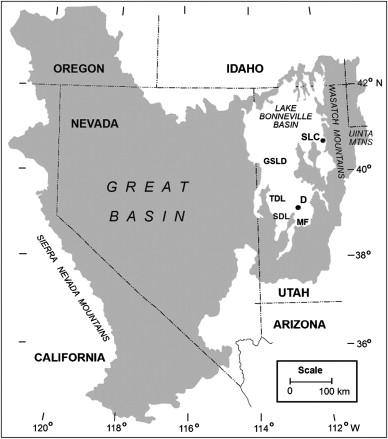 OREGON
IDAHO
42° N
LAKE
BONNEVILLE
BASIN
WASATCH MOUNTAINS
NEVADA
SLC
UINTA
MTNS
GSLD
40°
GREAT
BASIN
TDL
D
SDL
MF
SIERRA NEVADA MOUNTAINS
38°
UTAH
ARIZONA
36°
CALIFORNIA
Scale
0 100 km
120° 118° 116° 114° 112° W